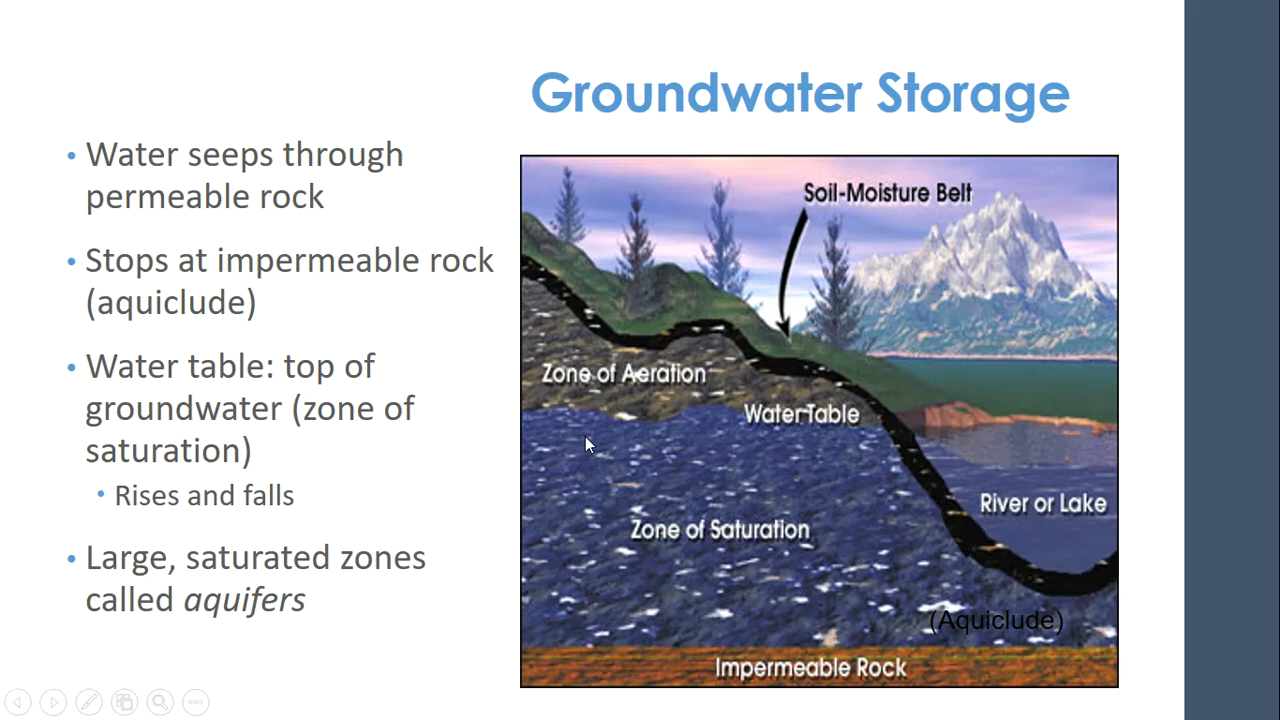 Groundwater Storage
• Water seeps through
permeable rock
• Stops at impermeable rock
(aquiclude)
• Water table: top of
groundwater (zone of
saturation)
• Rises and falls
• Large, saturated zones
called aquifers
Soil-Moisture Belt
Zone of Aeration
Water Table
River or Lake
Zone of Saturation
(Aquiclude)
Impermeable Rock